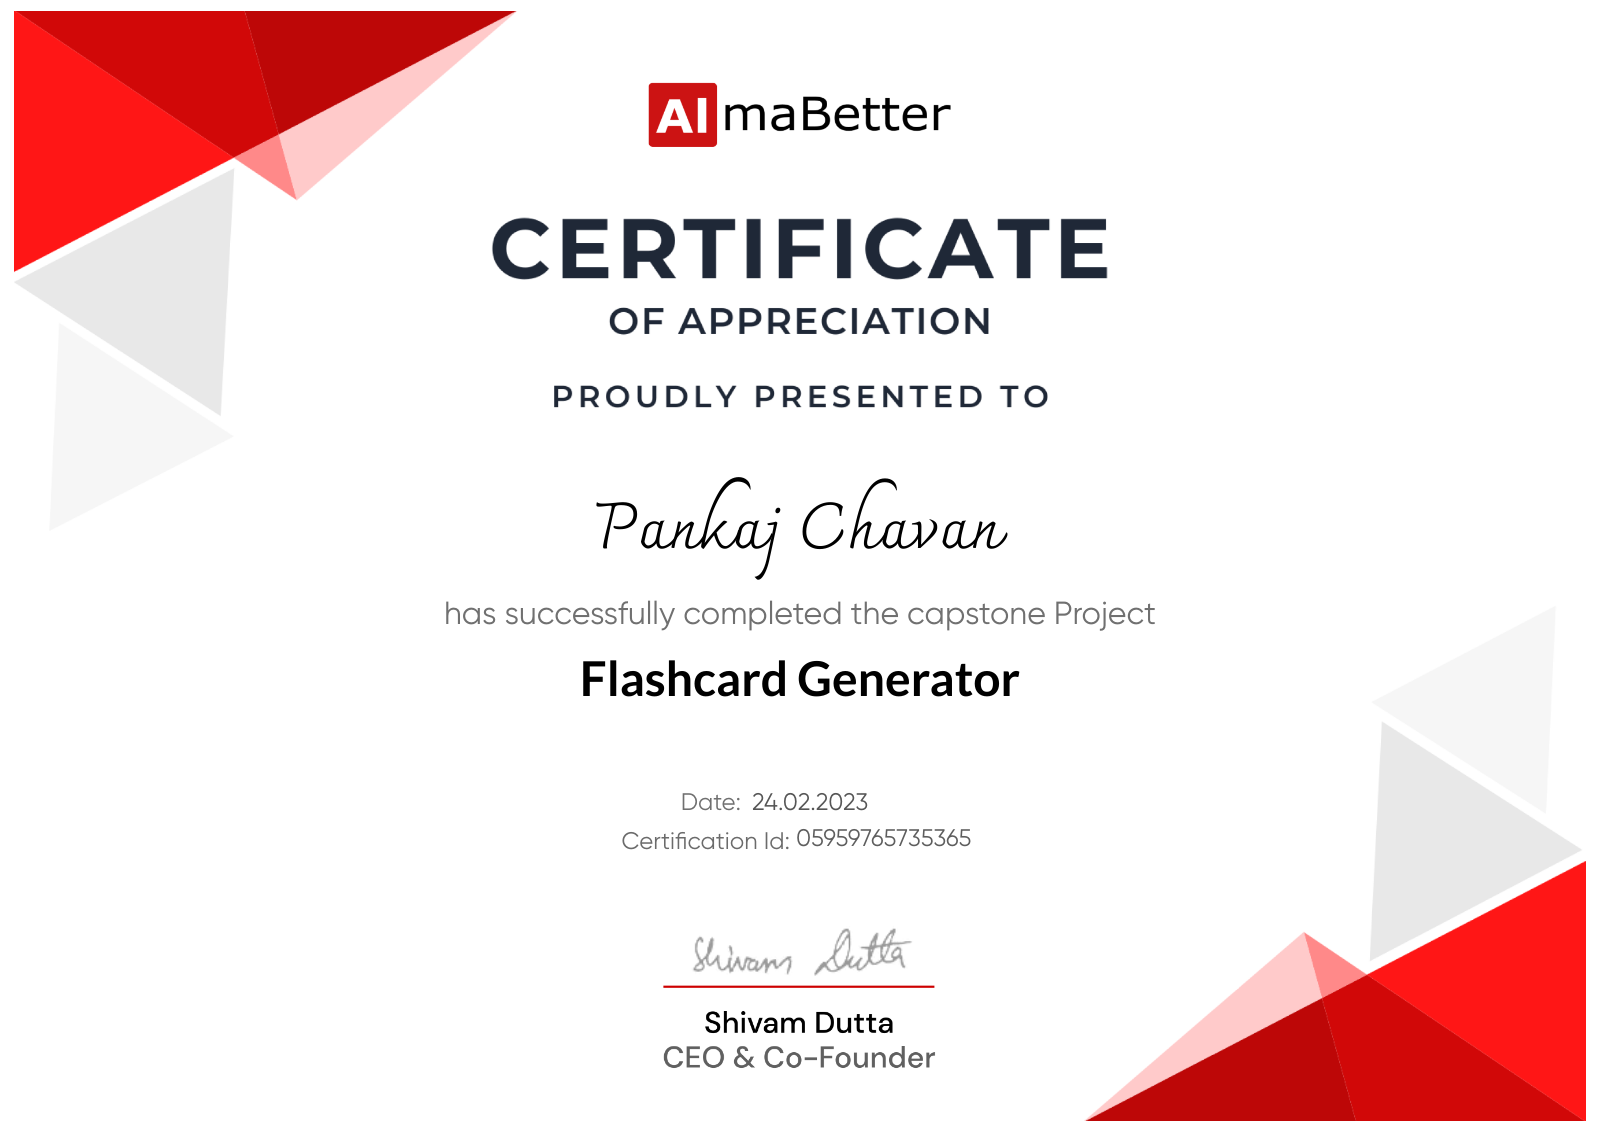 AlmaBetter
CERTIFICATE
OF APPRECIATION
PROUDLY PRESENTED TO
Pankaj Chavan
has successfully completed the capstone Project
Flashcard Generator
Date: 24.02.2023
Certification Id: 05959765735365
Shivam Dutta
Shivam Dutta
CEO & Co-Founder